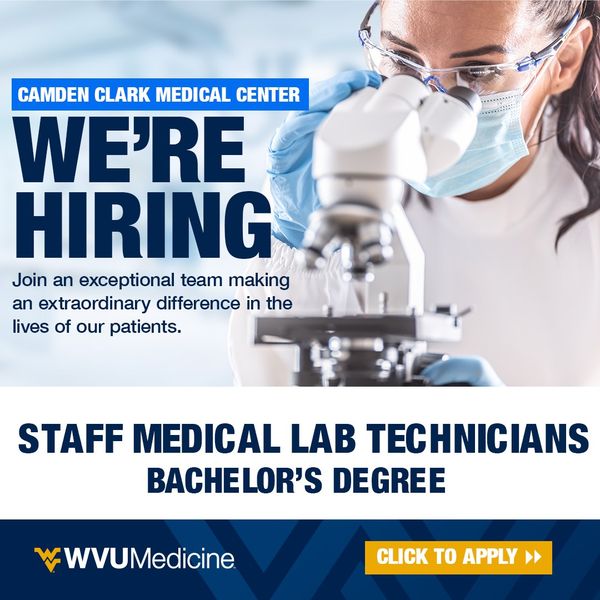 CAMDEN CLARK MEDICAL CENTER
WE'RE
HIRING
Join an exceptional team making
an extraordinary difference in the
lives of our patients.
STAFF MEDICAL LAB TECHNICIANS
BACHELOR'S DEGREE
WVUMedicine
CLICK TO APPLY